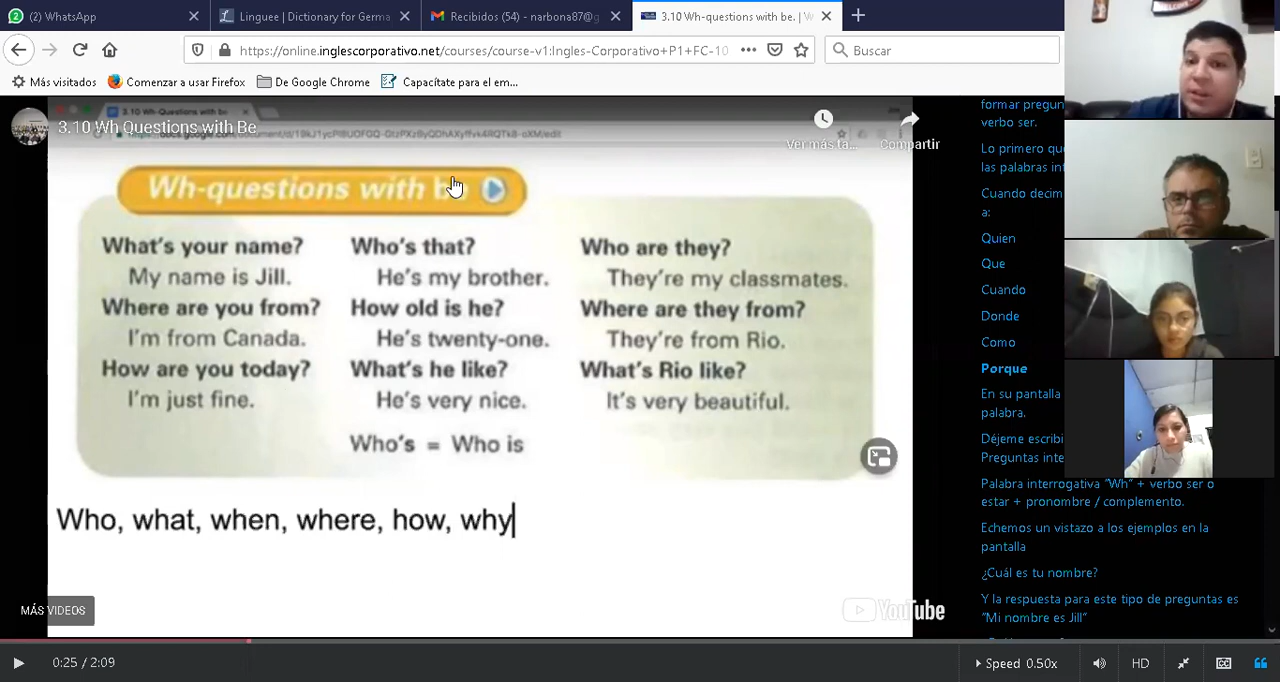 (2) WhatsApp
Linguee | Dictionary for Germa
Recibidos (54) - narbona87@g
3.10 Wh-questions with be. | W
https://online.inglescorporativo.net/courses/course-v1:Ingles-Corporativo+P1+FC-10
Buscar
Más visitados
Comenzar a usar Firefox
De Google Chrome
Capacítate para el em...
3.10 Wh-Questions with be
3.10 Wh Questions with Be
Ver más ta...
Compartir
Wh-questions with b
What's your name?
My name is Jill.
Where are you from?
I'm from Canada.
How are you today?
I'm just fine.
Who's that?
He's my brother.
How old is he?
He's twenty-one.
What's he like?
He's very nice.
Who's = Who is
Who are they?
They're my classmates.
Where are they from?
They're from Rio.
What's Rio like?
It's very beautiful.
Who, what, when, where, how, why
MÁS VIDEOS
YouTube
formar pregun
verbo ser.
Lo primero que
las palabras int
Cuando decim
a:
Quien
Que
Cuando
Donde
Como
Porque
En su pantalla
palabra.
Déjeme escribi
Preguntas inte
Palabra interrogativa "Wh" + verbo ser o
estar + pronombre / complemento.
Echemos un vistazo a los ejemplos en la
pantalla
¿Cuál es tu nombre?
Y la respuesta para este tipo de preguntas es
"Mi nombre es Jill"
0:25 / 2:09
Speed 0.50x
HD